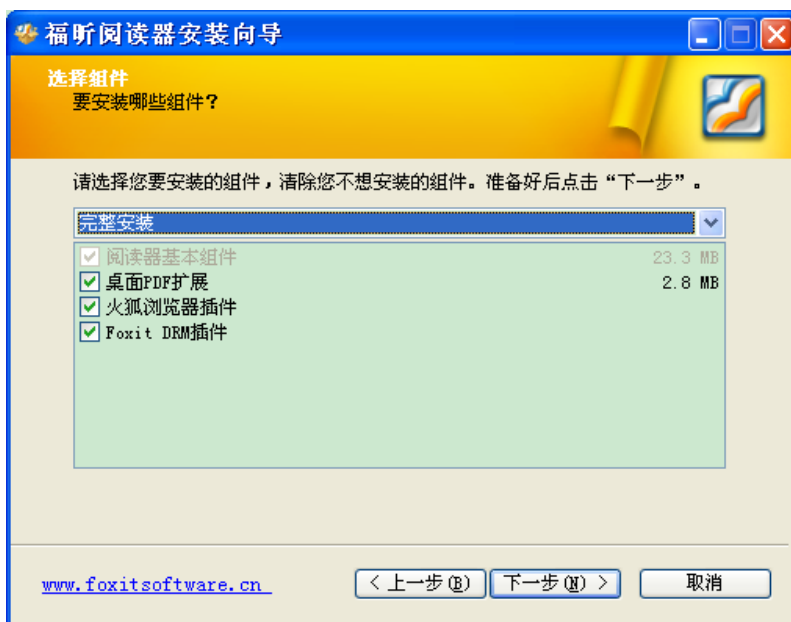 福昕阅读器安装向导
选择组件
要安装哪些组件？
请选择您要安装的组件，清除您不想安装的组件。准备好后点击“下一步”。
完整安装
阅读器基本组件 23.3 MB
桌面PDF扩展 2.8 MB
火狐浏览器插件
Foxit DRM插件
www.foxitsoftware.cn
< 上一步(B) 下一步(N) > 取消